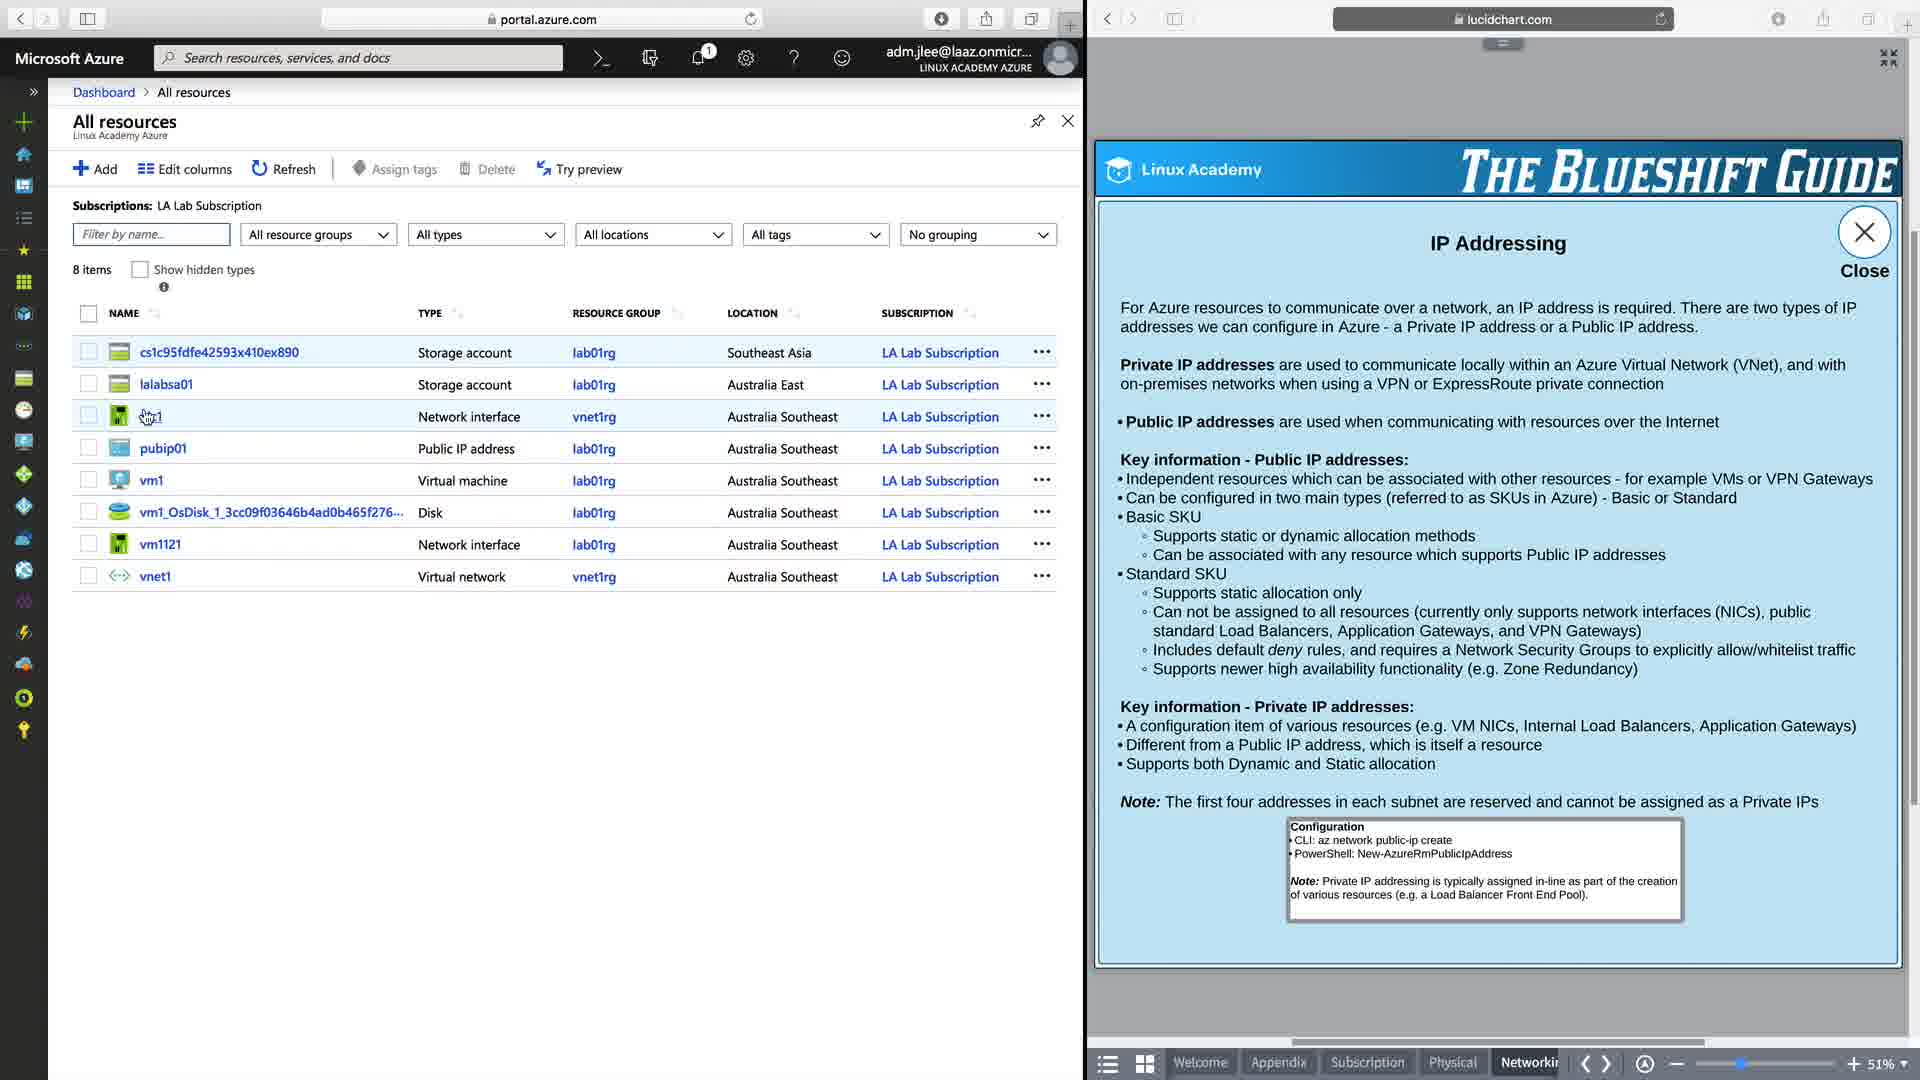 portal.azure.com
Microsoft Azure
Search resources, services, and docs
1
adm.jlee@laaz.onmicr...
LINUX ACADEMY AZURE
Dashboard > All resources
All resources
Linux Academy Azure
Add
Edit columns
Refresh
Assign tags
Delete
Try preview
Subscriptions: LA Lab Subscription
Filter by name...
All resource groups
All types
All locations
All tags
No grouping
8 items
Show hidden types
NAME TYPE RESOURCE GROUP LOCATION SUBSCRIPTION
cs1c95fdfe42593x410ex890 Storage account lab01rg Southeast Asia LA Lab Subscription
lalabsa01 Storage account lab01rg Australia East LA Lab Subscription
Network interface vnet1rg Australia Southeast LA Lab Subscription
pubip01 Public IP address lab01rg Australia Southeast LA Lab Subscription
vm1 Virtual machine lab01rg Australia Southeast LA Lab Subscription
vm1_OsDisk_1_3cc09f03646b4ad0b465f276... Disk lab01rg Australia Southeast LA Lab Subscription
vm1121 Network interface lab01rg Australia Southeast LA Lab Subscription
vnet1 Virtual network vnet1rg Australia Southeast LA Lab Subscription
lucidchart.com
Linux Academy
THE BLUESHIFT GUIDE
IP Addressing
Close
For Azure resources to communicate over a network, an IP address is required. There are two types of IP
addresses we can configure in Azure - a Private IP address or a Public IP address.
Private IP addresses are used to communicate locally within an Azure Virtual Network (VNet), and with
on-premises networks when using a VPN or ExpressRoute private connection
• Public IP addresses are used when communicating with resources over the Internet
Key information - Public IP addresses:
• Independent resources which can be associated with other resources - for example VMs or VPN Gateways
• Can be configured in two main types (referred to as SKUs in Azure) - Basic or Standard
• Basic SKU
◦ Supports static or dynamic allocation methods
◦ Can be associated with any resource which supports Public IP addresses
• Standard SKU
◦ Supports static allocation only
◦ Can not be assigned to all resources (currently only supports network interfaces (NICs), public
standard Load Balancers, Application Gateways, and VPN Gateways)
◦ Includes default deny rules, and requires a Network Security Groups to explicitly allow/whitelist traffic
◦ Supports newer high availability functionality (e.g. Zone Redundancy)
Key information - Private IP addresses:
• A configuration item of various resources (e.g. VM NICs, Internal Load Balancers, Application Gateways)
• Different from a Public IP address, which is itself a resource
• Supports both Dynamic and Static allocation
Note: The first four addresses in each subnet are reserved and cannot be assigned as a Private IPs
Configuration
• CLI: az network public-ip create
• PowerShell: New-AzureRmPublicIpAddress
Note: Private IP addressing is typically assigned in-line as part of the creation
of various resources (e.g. a Load Balancer Front End Pool).
Welcome
Appendix
Subscription
Physical
Networkin
51%